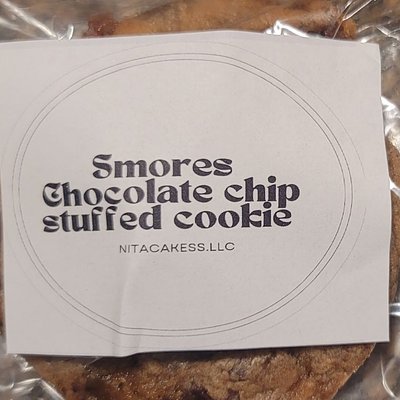 Smores
Chocolate chip
stuffed cookie
NITACAKESS.LLC